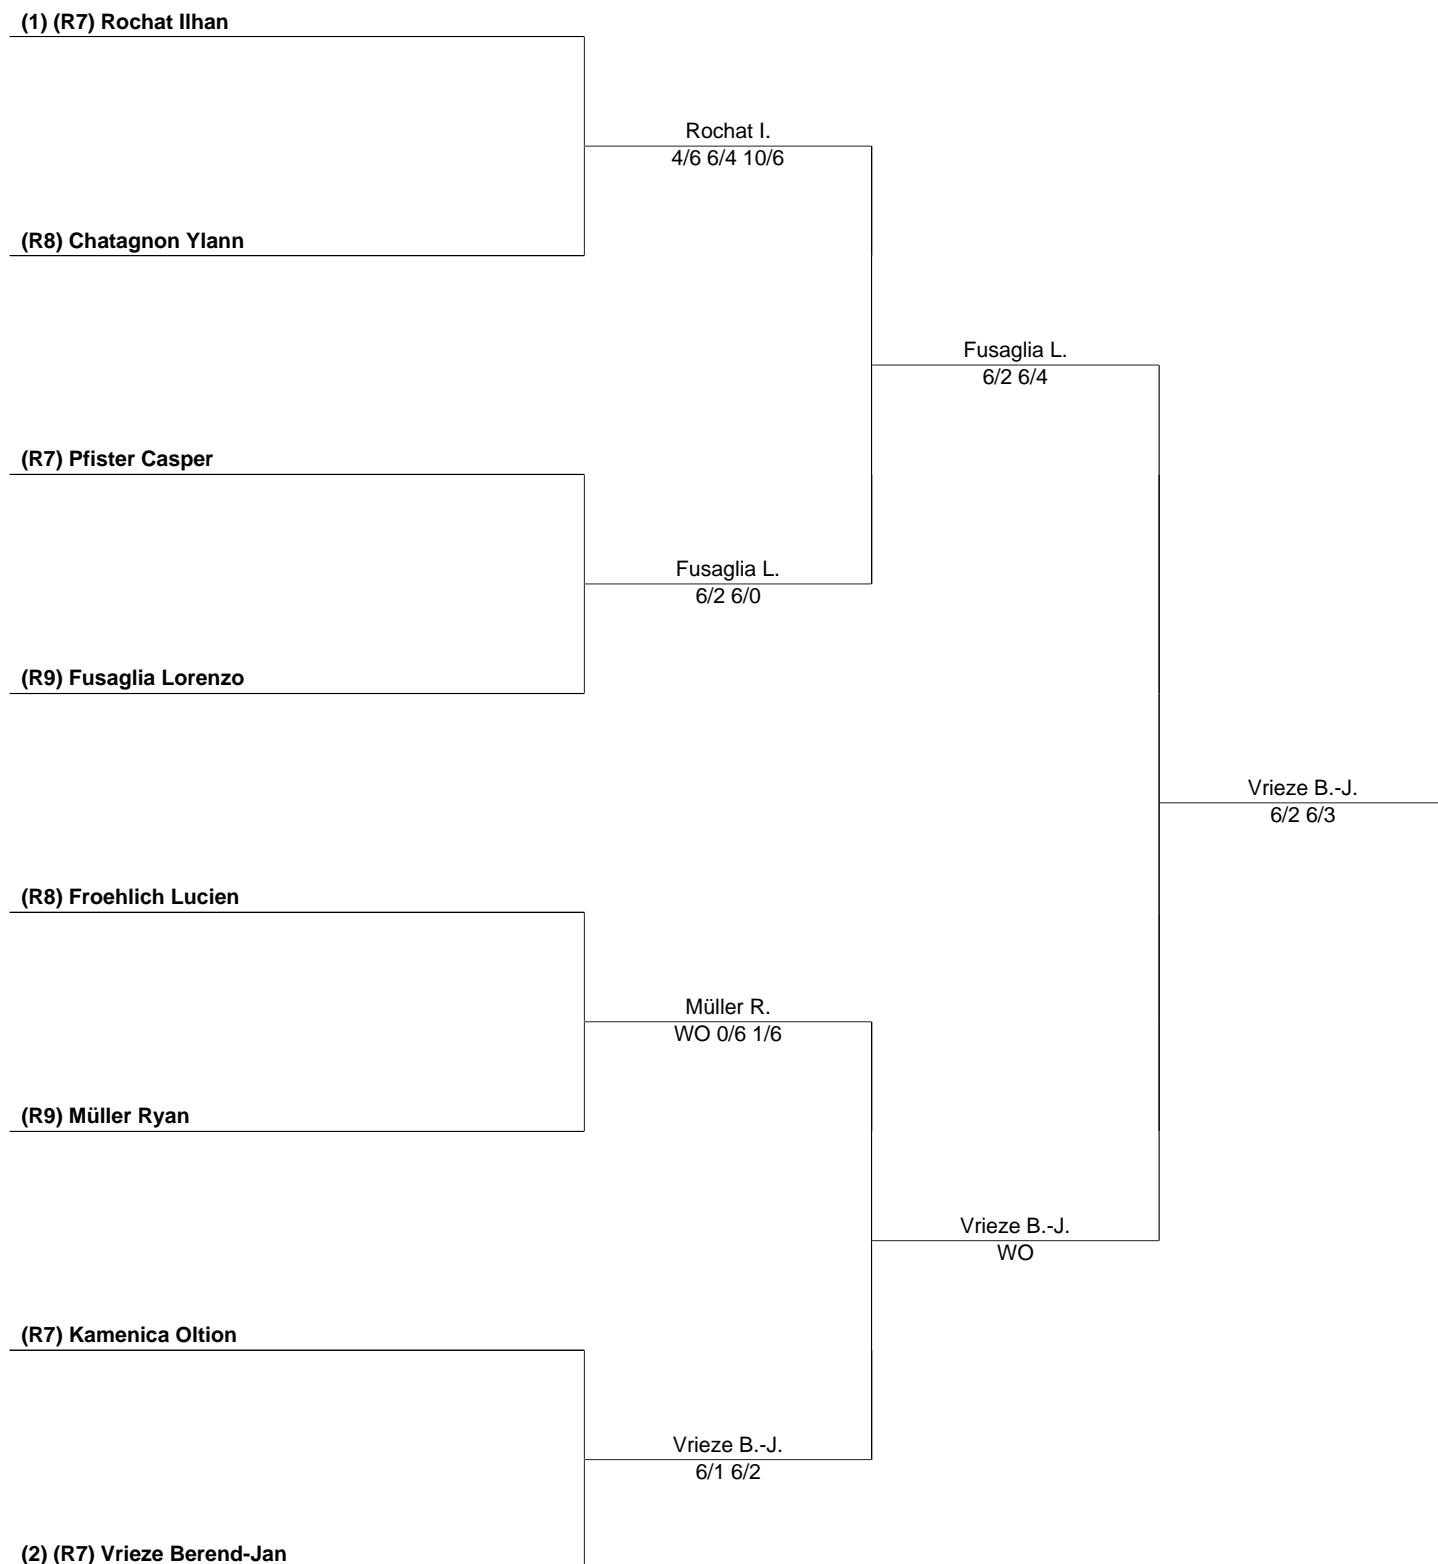 (1) (R7) Rochat Ilhan
Rochat I.
4/6 6/4 10/6
(R8) Chatagnon Ylann
Fusaglia L.
6/2 6/4
(R7) Pfister Casper
Fusaglia L.
6/2 6/0
(R9) Fusaglia Lorenzo
Vrieze B.-J.
6/2 6/3
(R8) Froehlich Lucien
Müller R.
WO 0/6 1/6
(R9) Müller Ryan
Vrieze B.-J.
WO
(R7) Kamenica Oltion
Vrieze B.-J.
6/1 6/2
(2) (R7) Vrieze Berend-Jan